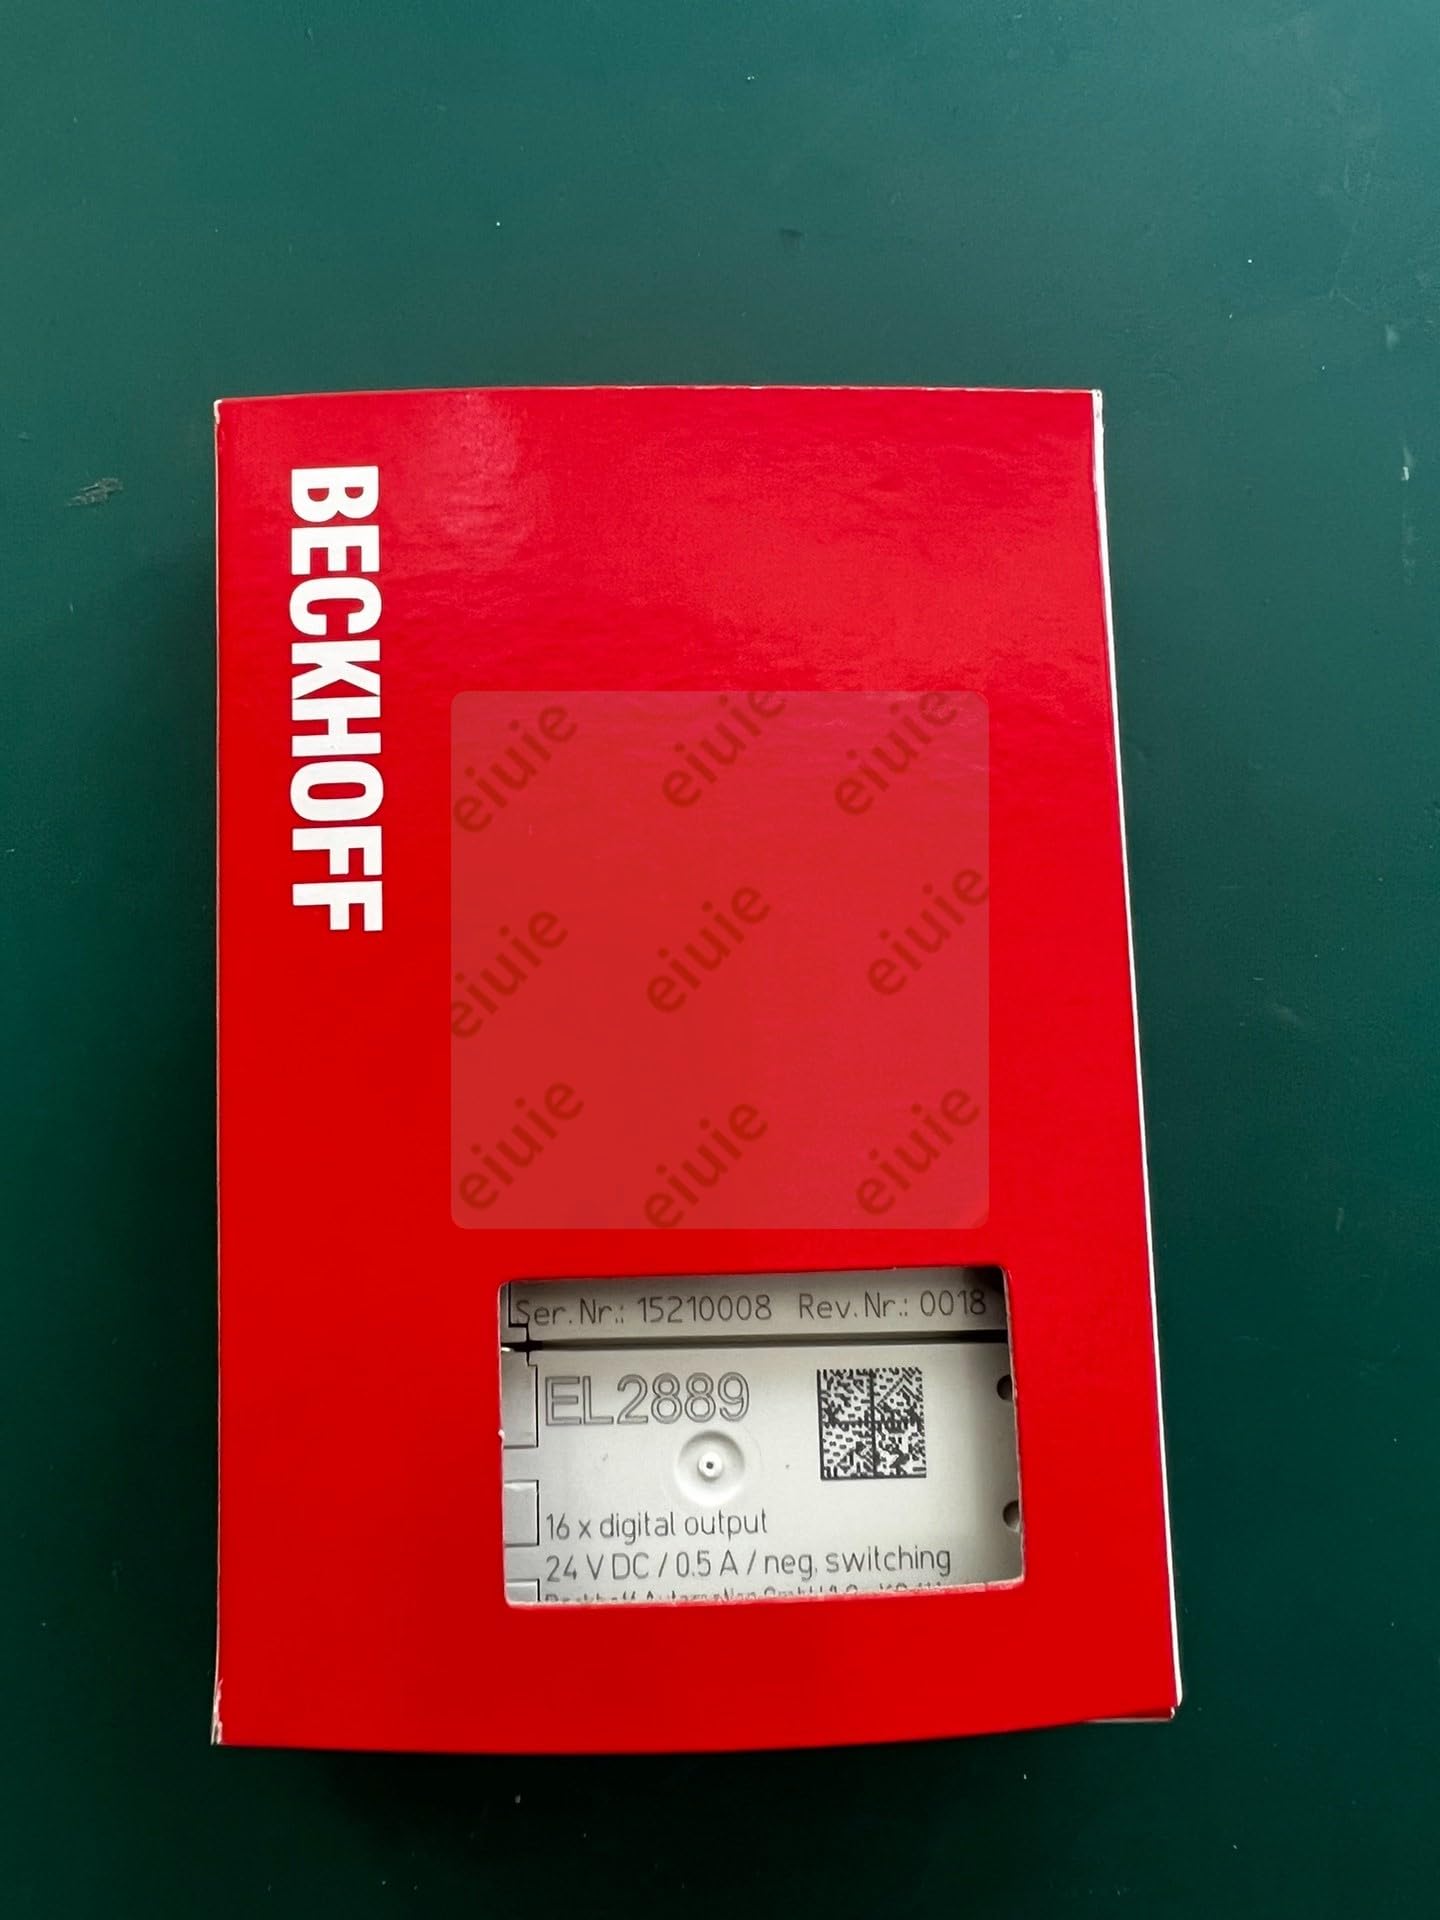 BECKHOFF
eiuie eiuie eiuie
eiuie eiuie eiuie
eiuie eiuie eiuie
Ser. Nr.: 15210008 Rev. Nr.: 0018
EL2889
16 x digital output
24 V DC / 0.5 A / neg. switching